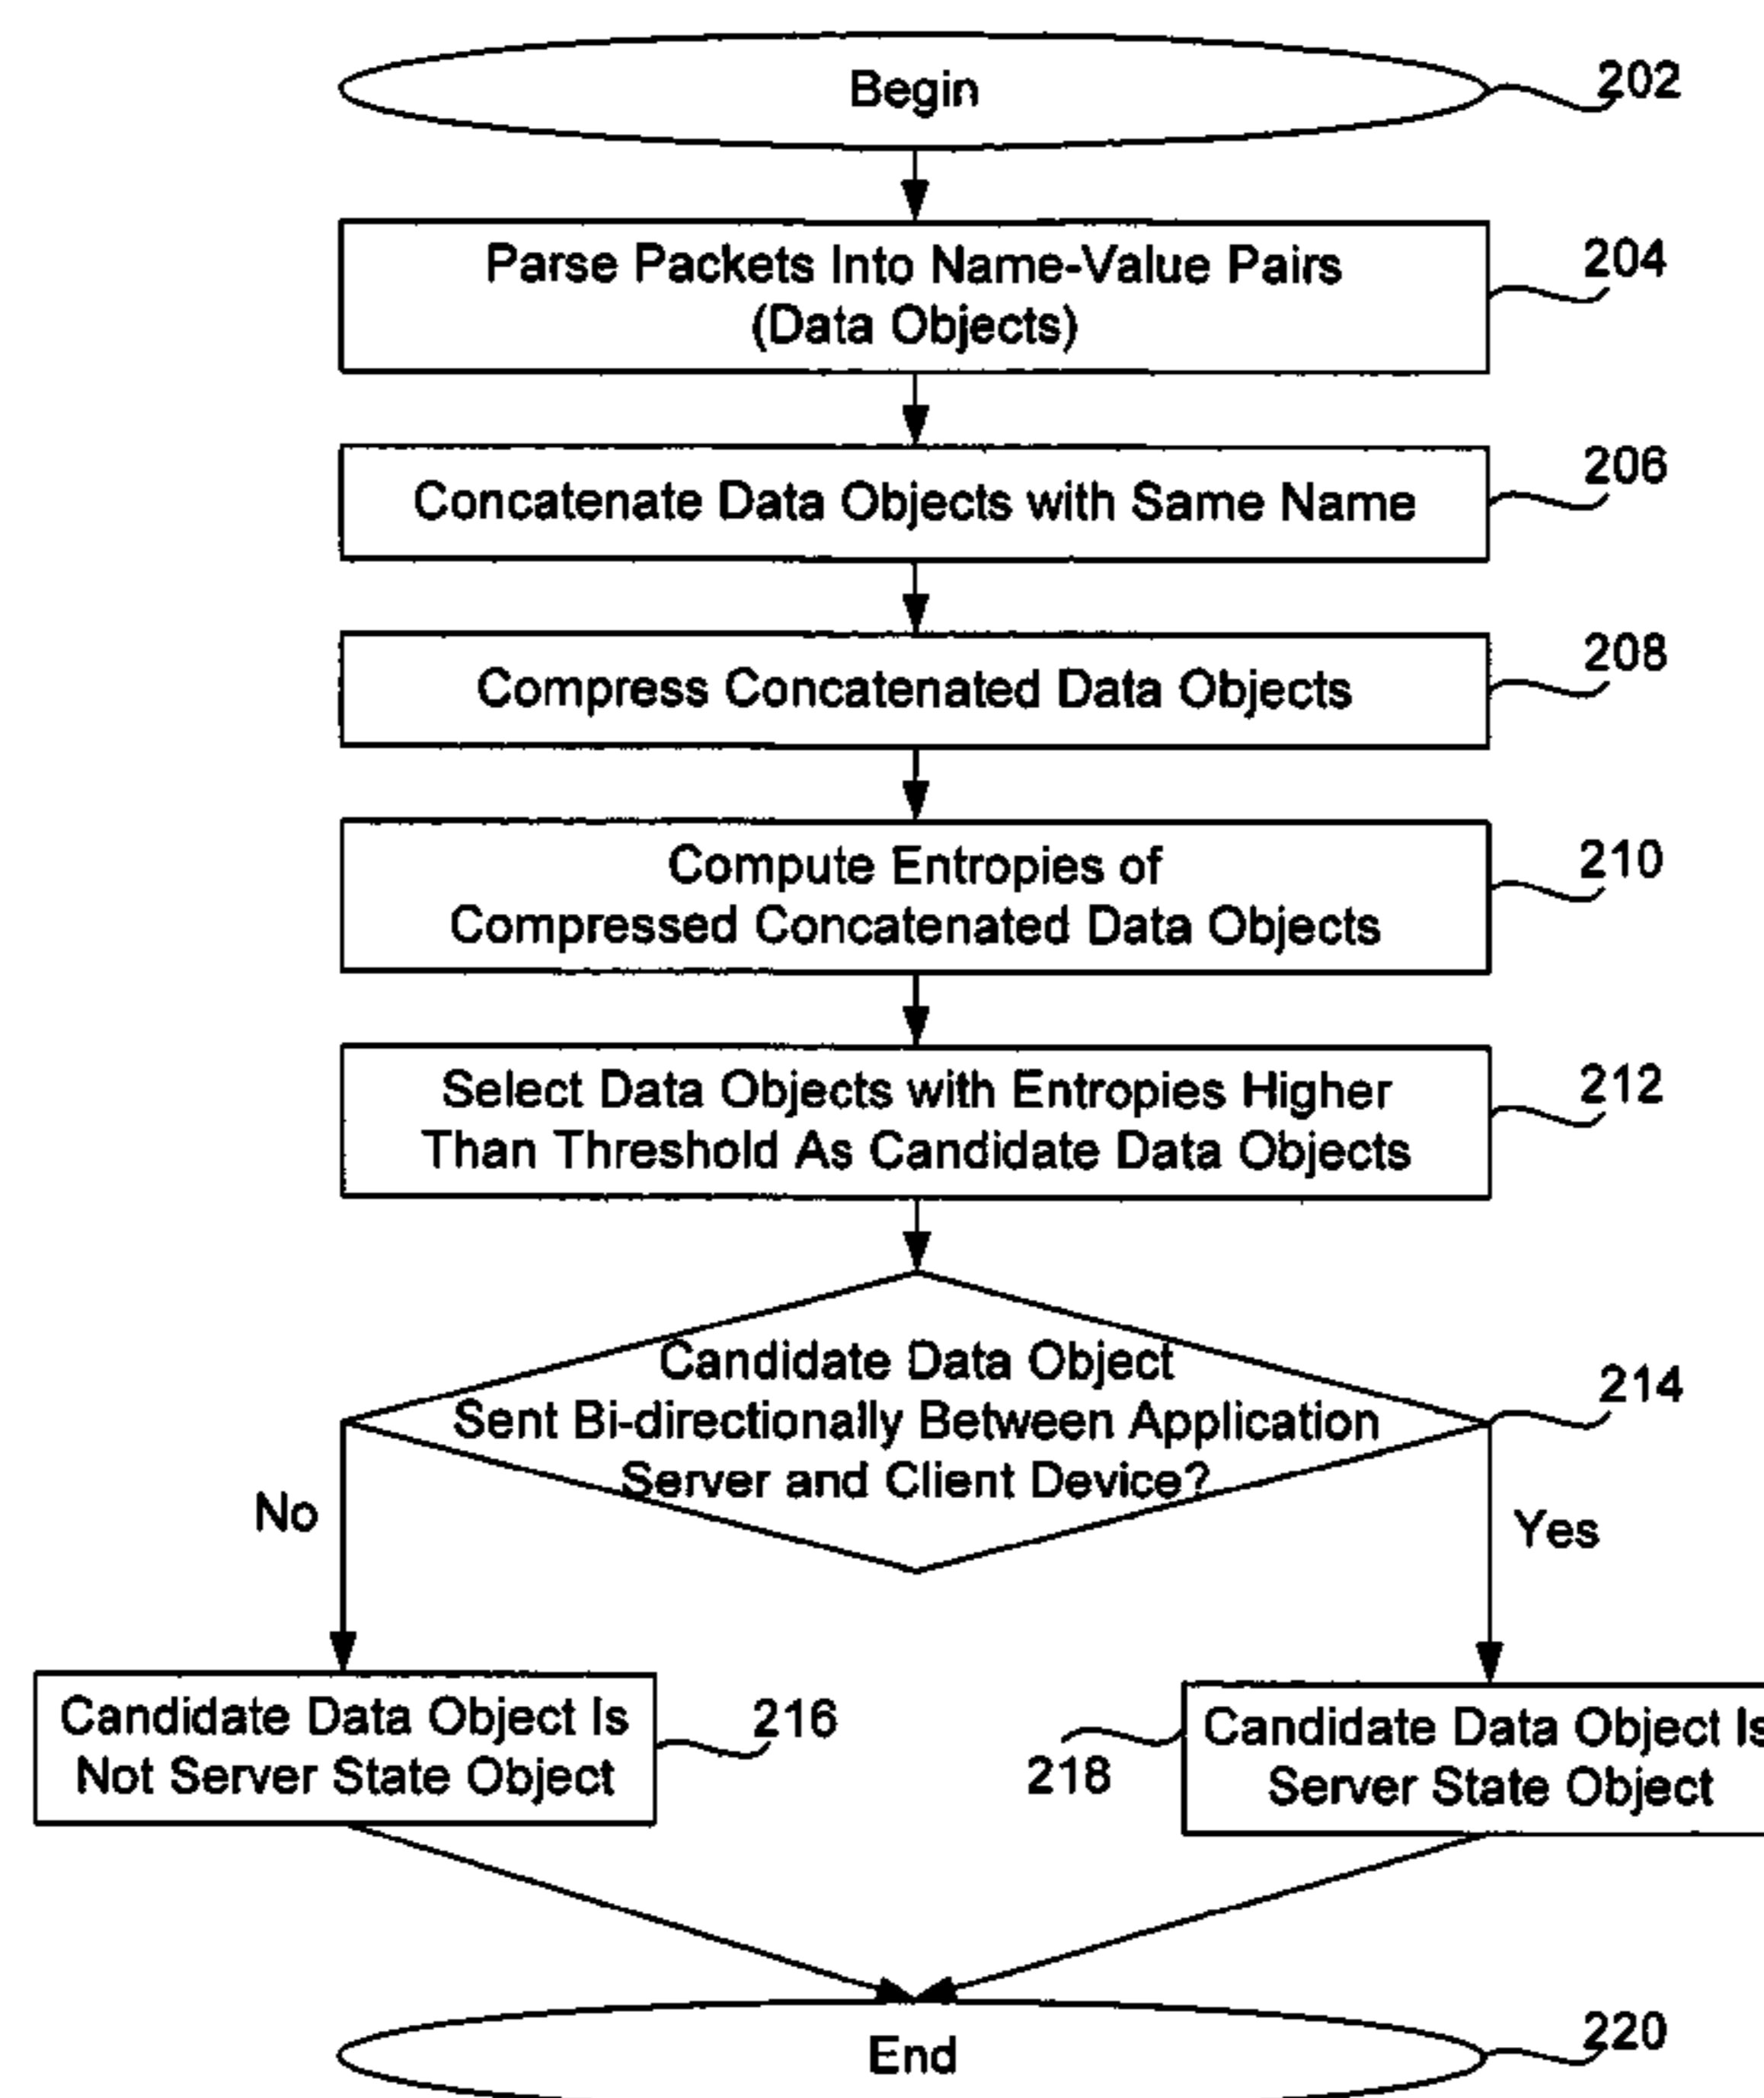 Begin
202
Parse Packets Into Name-Value Pairs
(Data Objects)
204
Concatenate Data Objects with Same Name
206
Compress Concatenated Data Objects
208
Compute Entropies of
Compressed Concatenated Data Objects
210
Select Data Objects with Entropies Higher
Than Threshold As Candidate Data Objects
212
Candidate Data Object
Sent Bi-directionally Between Application
Server and Client Device?
214
No
Yes
Candidate Data Object Is
Not Server State Object
216
218
Candidate Data Object Is
Server State Object
End
220